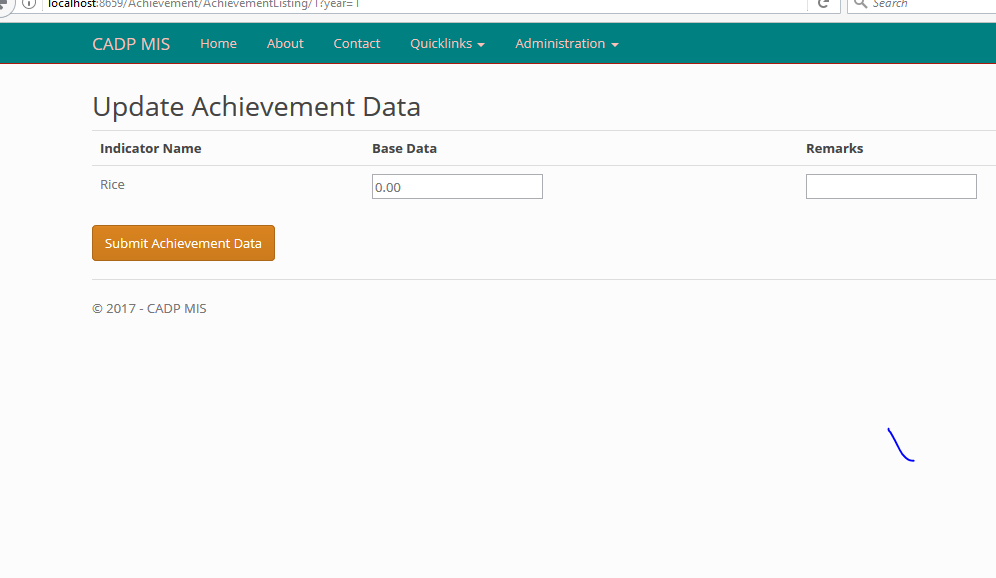 localhost:8659/Achievement/AchievementListing/1?year=1
Search
CADP MIS Home About Contact Quicklinks Administration
Update Achievement Data
Indicator Name Base Data Remarks
Rice 0.00
Submit Achievement Data
© 2017 - CADP MIS